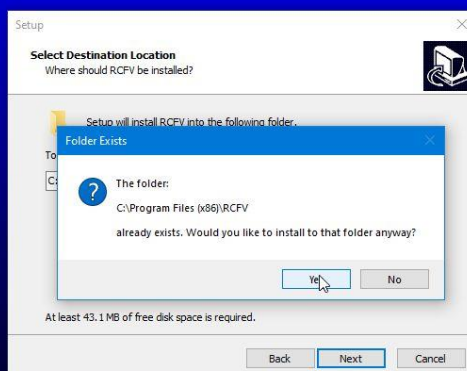 Setup
Select Destination Location
Where should RCFV be installed?
Setup will install RCFV into the following folder.
Folder Exists
To
C:
The folder:
C:\Program Files (x86)\RCFV
already exists. Would you like to install to that folder anyway?
Yes
No
At least 43.1 MB of free disk space is required.
Back
Next
Cancel